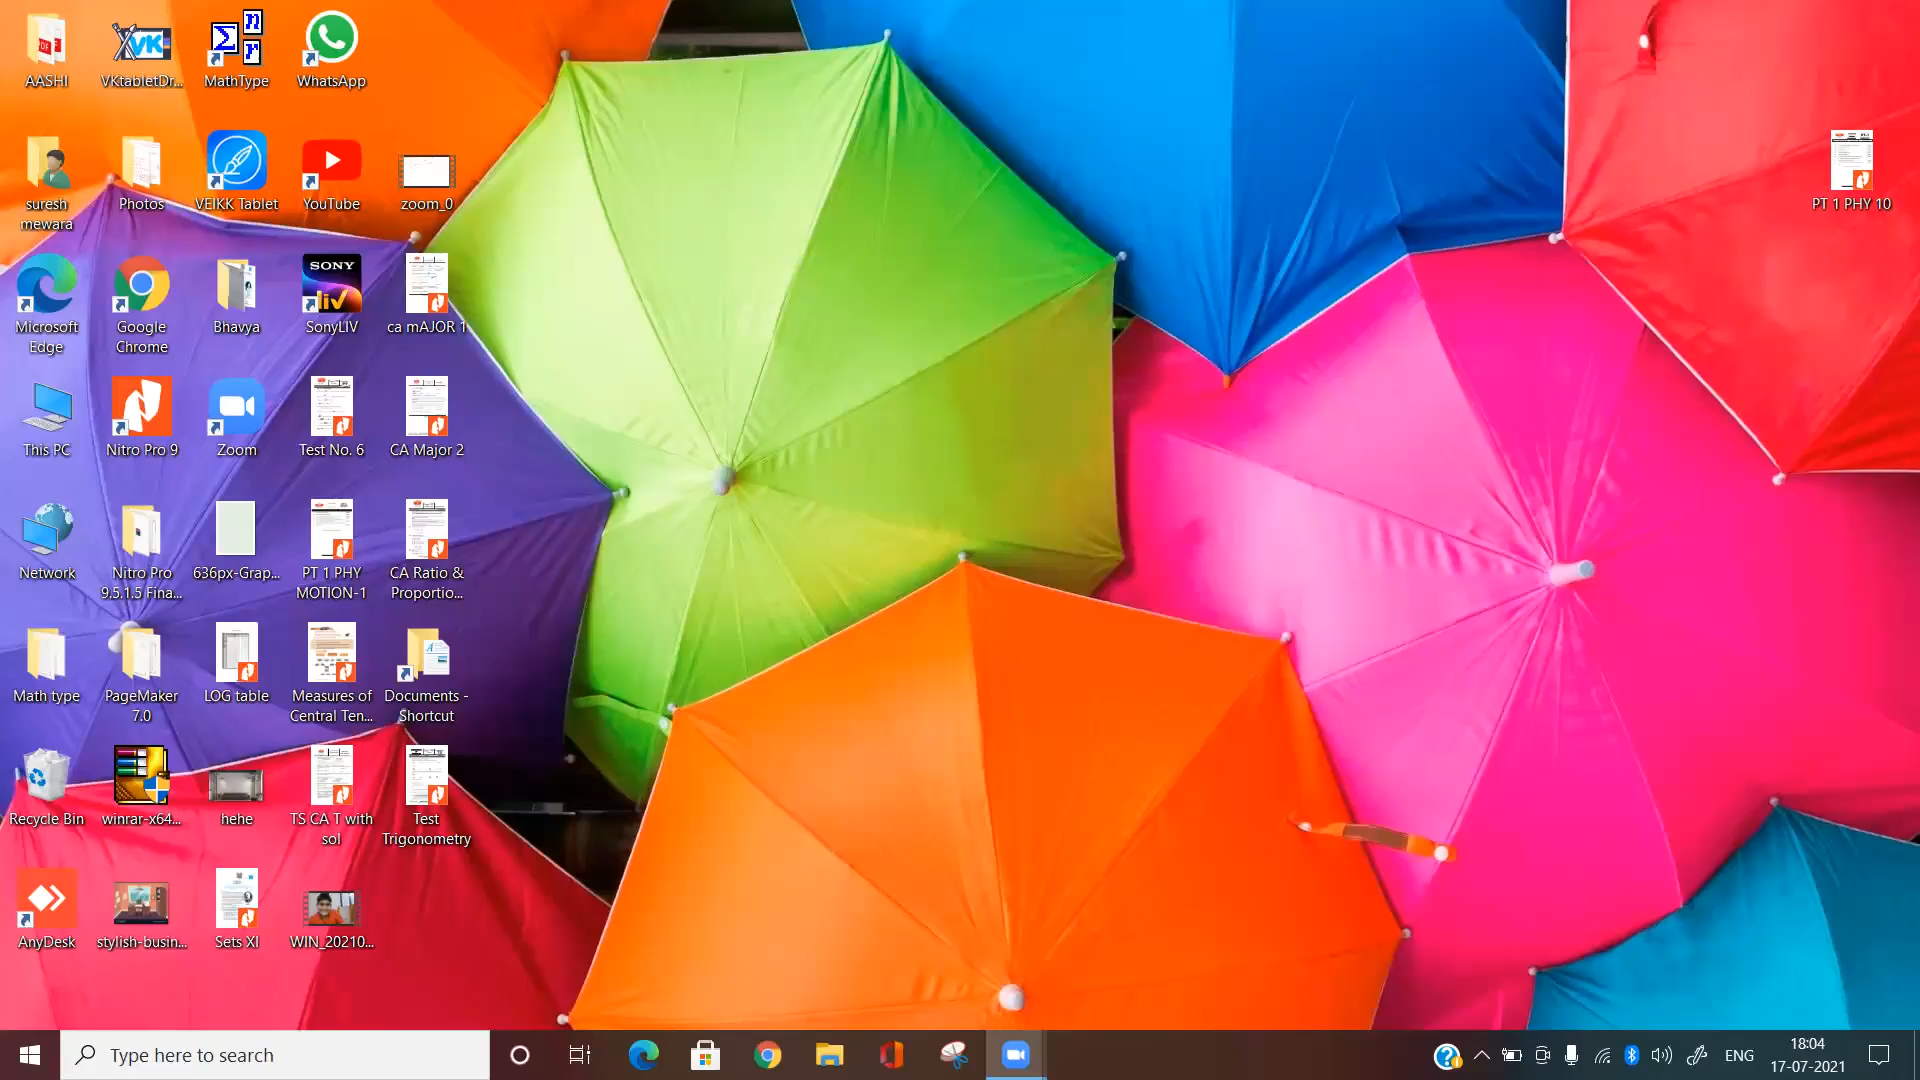 AASHI
VKtabletDr...
MathType
WhatsApp
suresh
mewara
Photos
VEIKK Tablet
YouTube
zoom_0
PT 1 PHY 10
Microsoft
Edge
Google
Chrome
Bhavya
SONY
liv
SonyLIV
ca mAJOR 1
This PC
Nitro Pro 9
Zoom
Test No. 6
CA Major 2
Network
Nitro Pro
9.5.1.5 Fina...
636px-Grap...
PT 1 PHY
MOTION-1
CA Ratio &
Proportio...
Math type
PageMaker
7.0
LOG table
Measures of
Central Ten...
Documents -
Shortcut
Recycle Bin
winrar-x64...
hehe
TS CA T with
sol
Test
Trigonometry
AnyDesk
stylish-busin...
Sets XI
WIN_20210...
Type here to search
ENG
18:04
17-07-2021